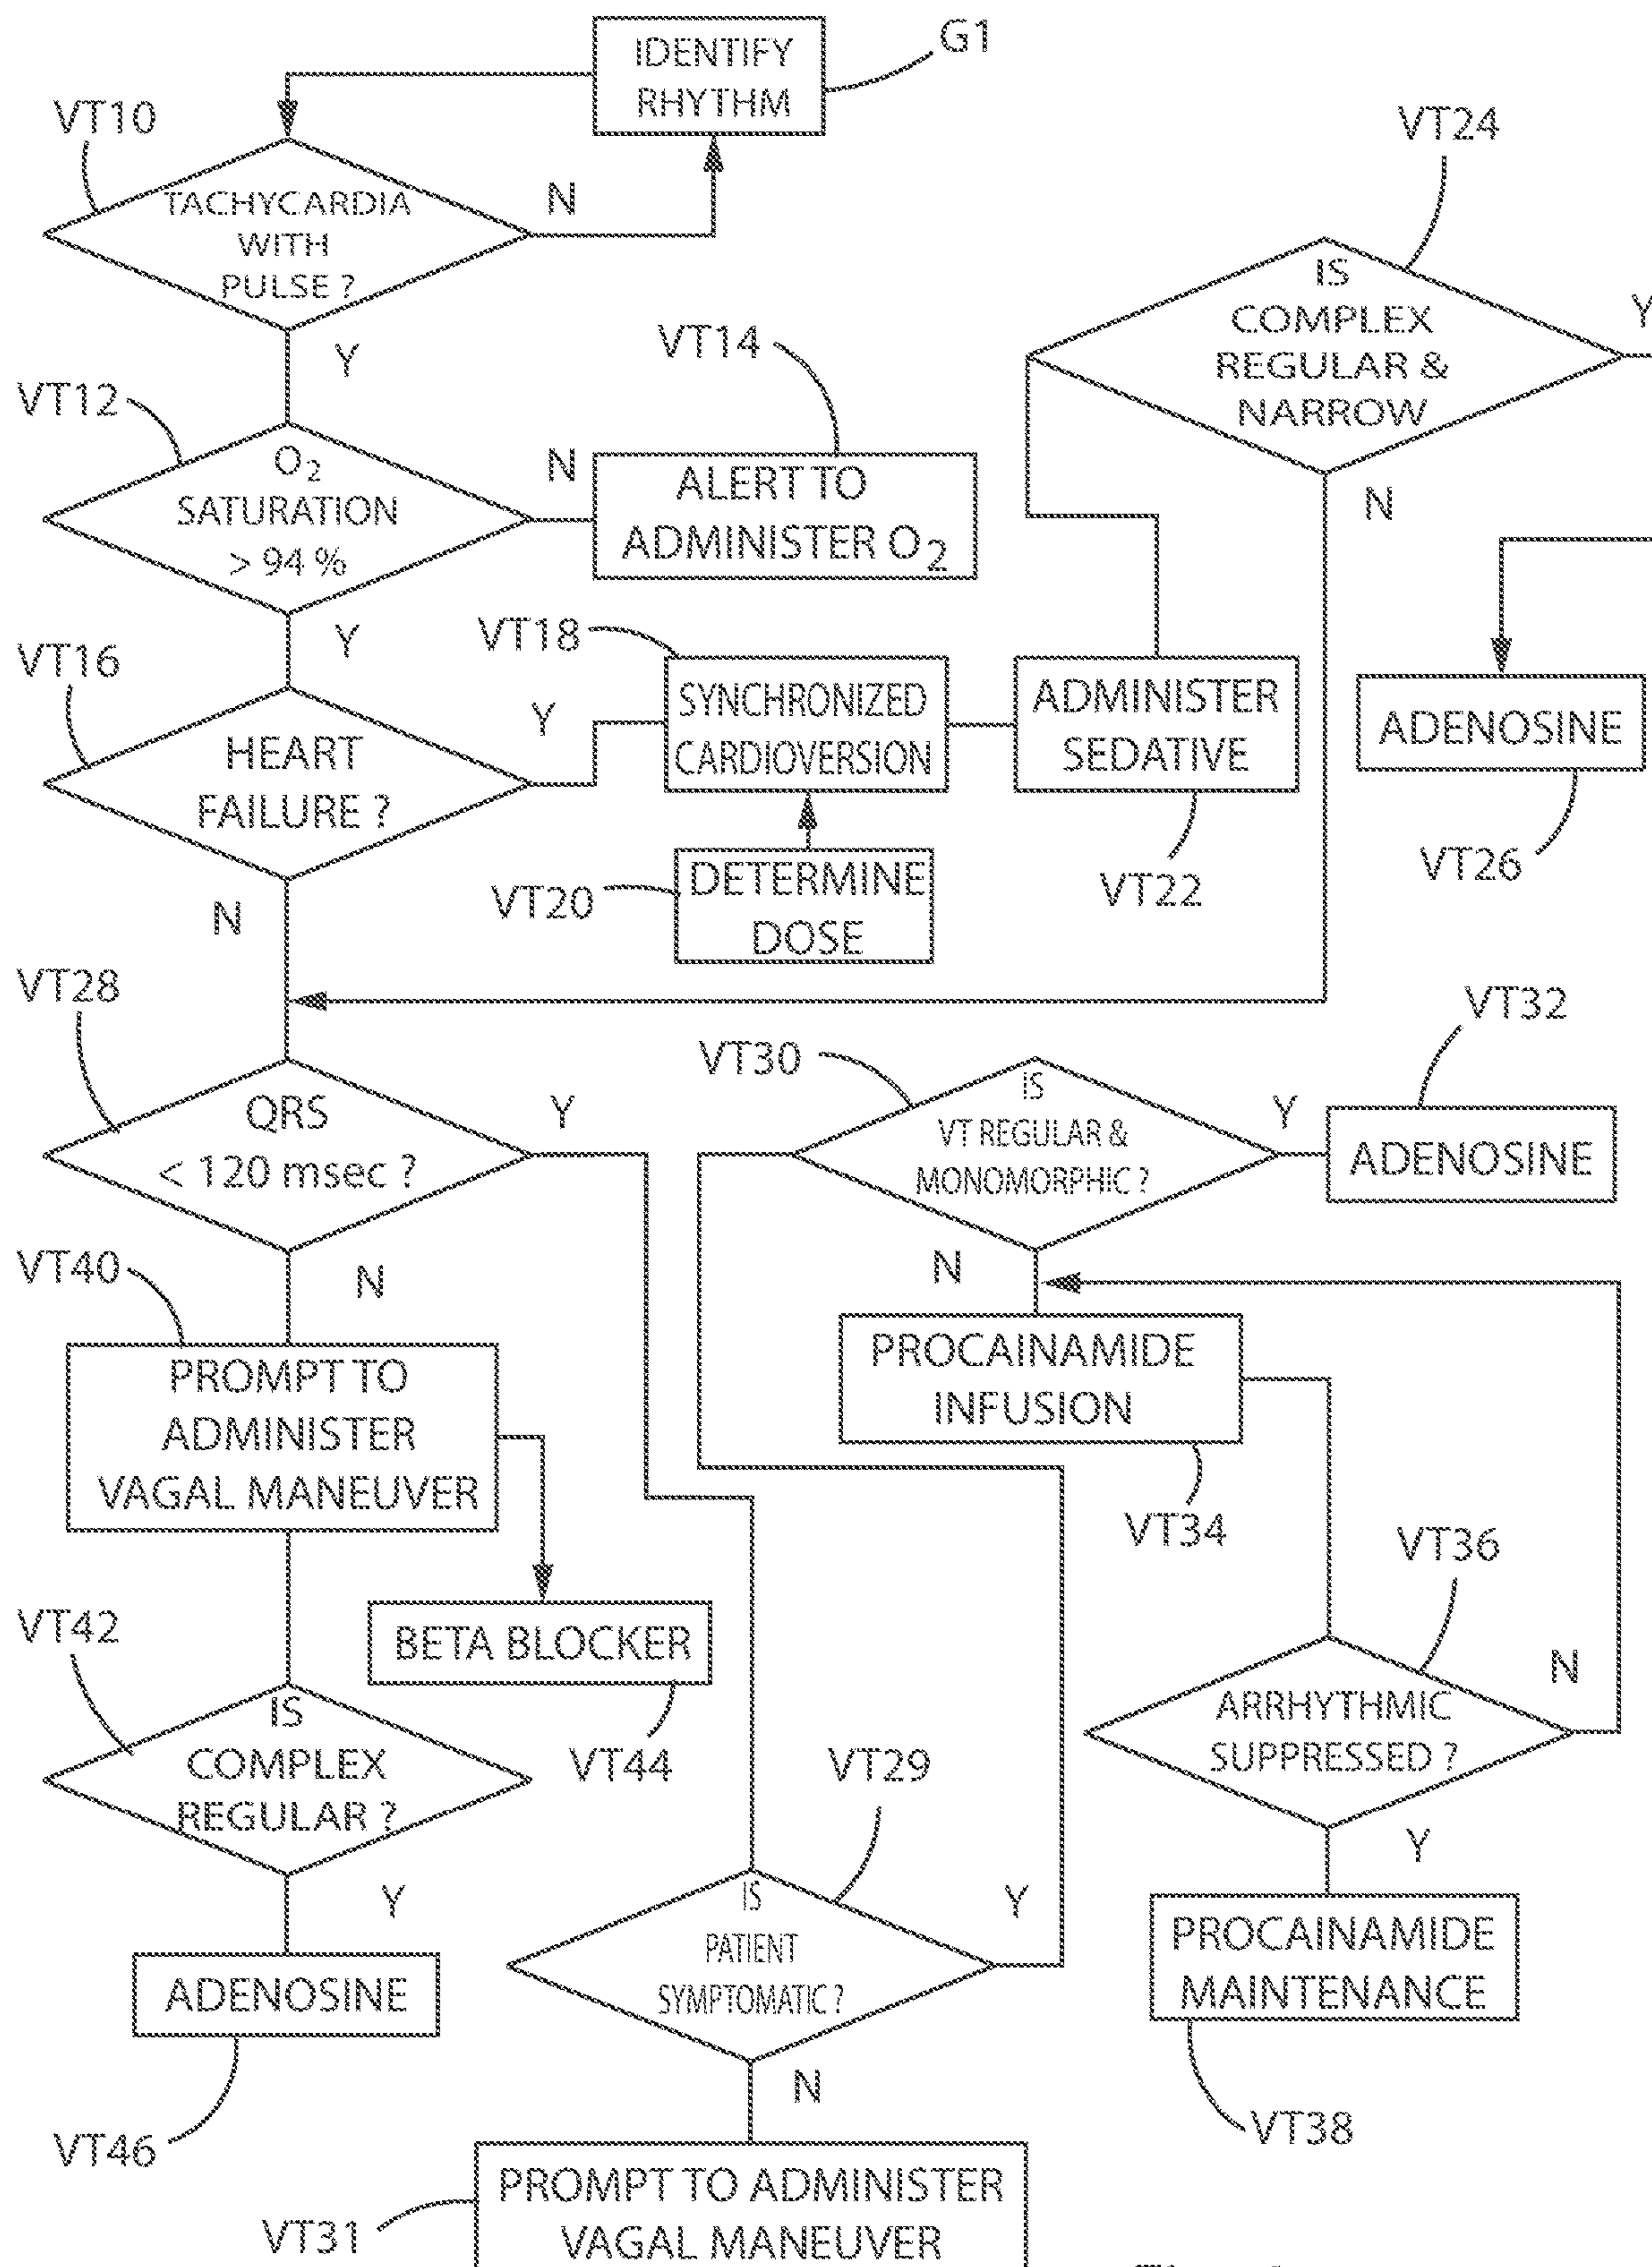 IDENTIFY
RHYTHM
G1
VT10
TACHYCARDIA
WITH
PULSE ?
N
Y
VT24
IS
COMPLEX
REGULAR &
NARROW
Y
N
VT12
O2
SATURATION
> 94 %
N
Y
VT14
ALERT TO
ADMINISTER O2
VT16
HEART
FAILURE ?
Y
N
VT18
SYNCHRONIZED
CARDIOVERSION
ADMINISTER
SEDATIVE
VT22
VT20
DETERMINE
DOSE
ADENOSINE
VT26
VT28
QRS
< 120 msec ?
Y
N
VT30
IS
VT REGULAR &
MONOMORPHIC ?
Y
N
VT32
ADENOSINE
VT40
PROMPT TO
ADMINISTER
VAGAL MANEUVER
PROCAINAMIDE
INFUSION
VT34
VT36
ARRHYTHMIC
SUPPRESSED ?
N
Y
BETA BLOCKER
VT44
VT42
IS
COMPLEX
REGULAR ?
Y
VT29
IS
PATIENT
SYMPTOMATIC ?
Y
N
PROCAINAMIDE
MAINTENANCE
VT38
ADENOSINE
VT46
PROMPT TO ADMINISTER
VAGAL MANEUVER
VT31